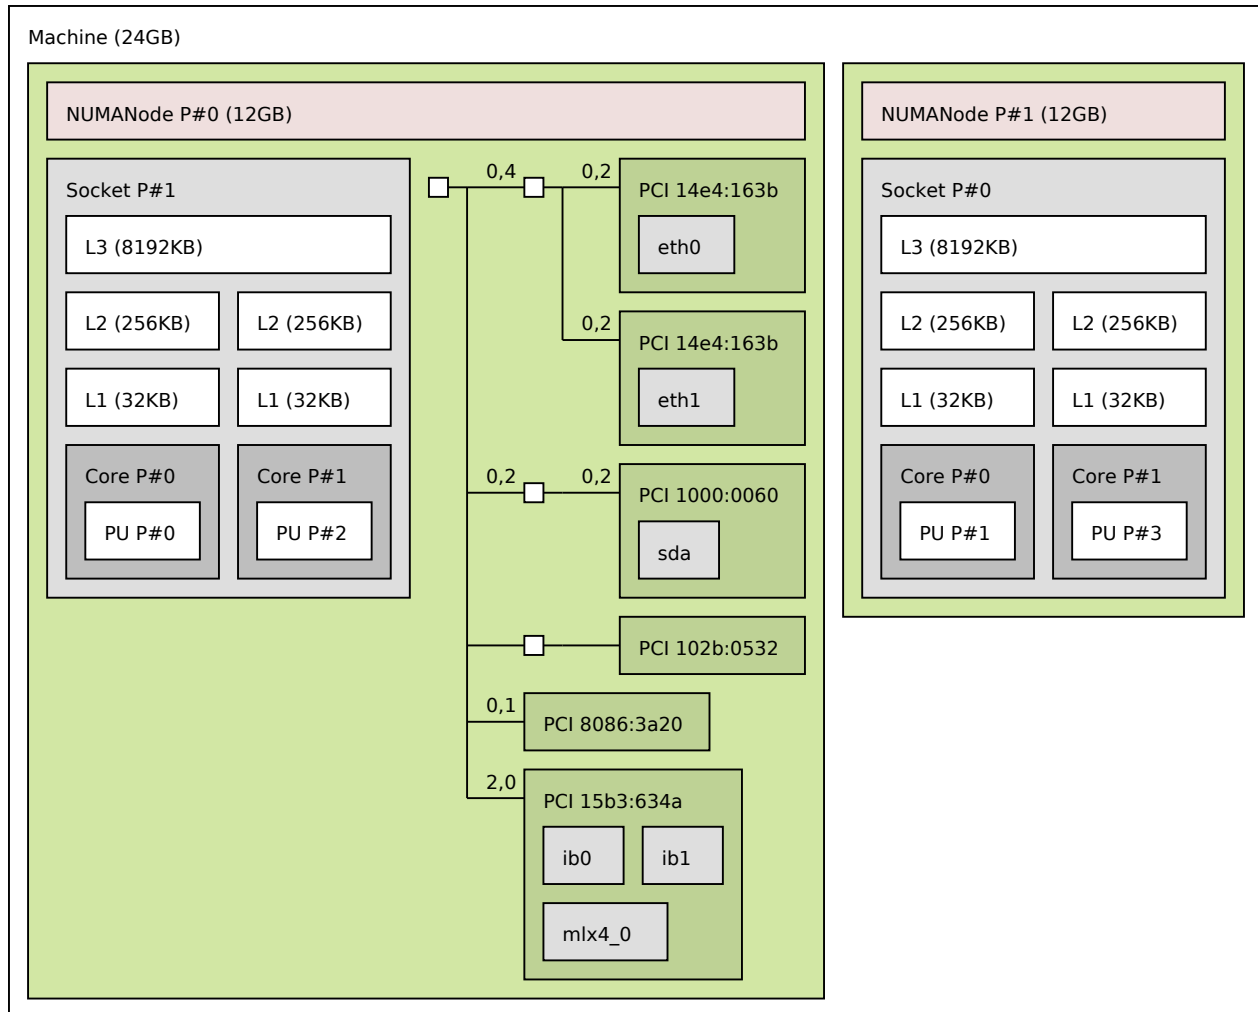 Machine (24GB)
NUMANode P#0 (12GB)
Socket P#1
L3 (8192KB)
L2 (256KB) L2 (256KB)
L1 (32KB) L1 (32KB)
Core P#0 Core P#1
PU P#0 PU P#2
0,4 0,2 PCI 14e4:163b
eth0
0,2 PCI 14e4:163b
eth1
0,2 0,2 PCI 1000:0060
sda
PCI 102b:0532
0,1 PCI 8086:3a20
2,0 PCI 15b3:634a
ib0 ib1
mlx4_0
NUMANode P#1 (12GB)
Socket P#0
L3 (8192KB)
L2 (256KB) L2 (256KB)
L1 (32KB) L1 (32KB)
Core P#0 Core P#1
PU P#1 PU P#3